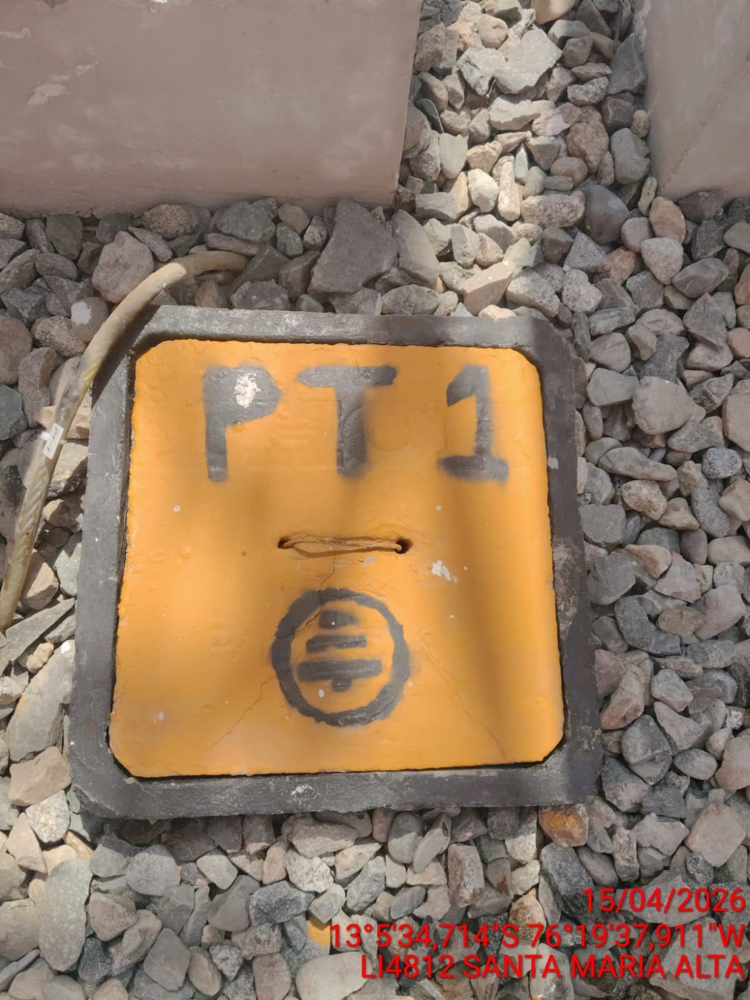 PT1
15/04/2026
13°5'34,714"S 76°19'37,911"W
LI4812 SANTA MARIA ALTA